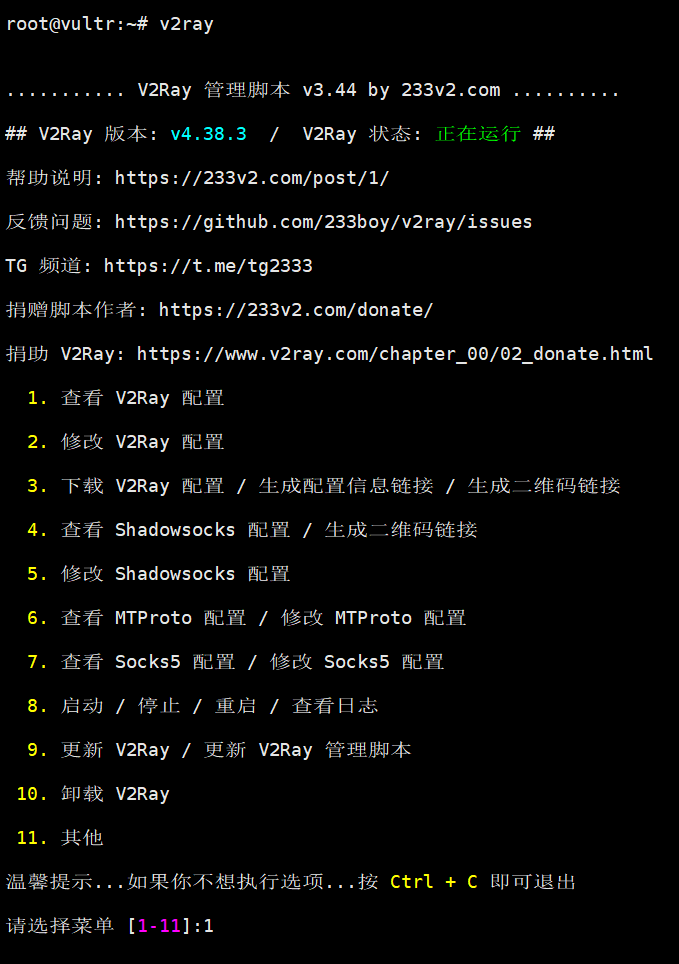 root@vultr:~# v2ray
........... V2Ray 管理脚本 v3.44 by 233v2.com ..........
## V2Ray 版本: v4.38.3  /  V2Ray 状态: 正在运行 ##
帮助说明: https://233v2.com/post/1/
反馈问题: https://github.com/233boy/v2ray/issues
TG 频道: https://t.me/tg2333
捐赠脚本作者: https://233v2.com/donate/
捐助 V2Ray: https://www.v2ray.com/chapter_00/02_donate.html
1. 查看 V2Ray 配置
2. 修改 V2Ray 配置
3. 下载 V2Ray 配置 / 生成配置信息链接 / 生成二维码链接
4. 查看 Shadowsocks 配置 / 生成二维码链接
5. 修改 Shadowsocks 配置
6. 查看 MTProto 配置 / 修改 MTProto 配置
7. 查看 Socks5 配置 / 修改 Socks5 配置
8. 启动 / 停止 / 重启 / 查看日志
9. 更新 V2Ray / 更新 V2Ray 管理脚本
10. 卸载 V2Ray
11. 其他
温馨提示...如果你不想执行选项...按 Ctrl + C 即可退出
请选择菜单 [1-11]:1